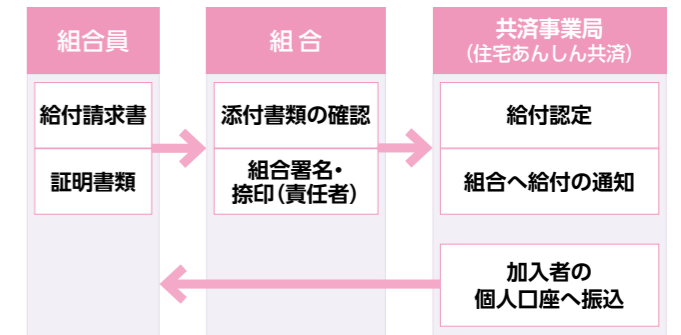 組合員
給付請求書
証明書類
組合
添付書類の確認
組合署名・
捺印(責任者)
共済事業局
(住宅あんしん共済)
給付認定
組合へ給付の通知
加入者の
個人口座へ振込